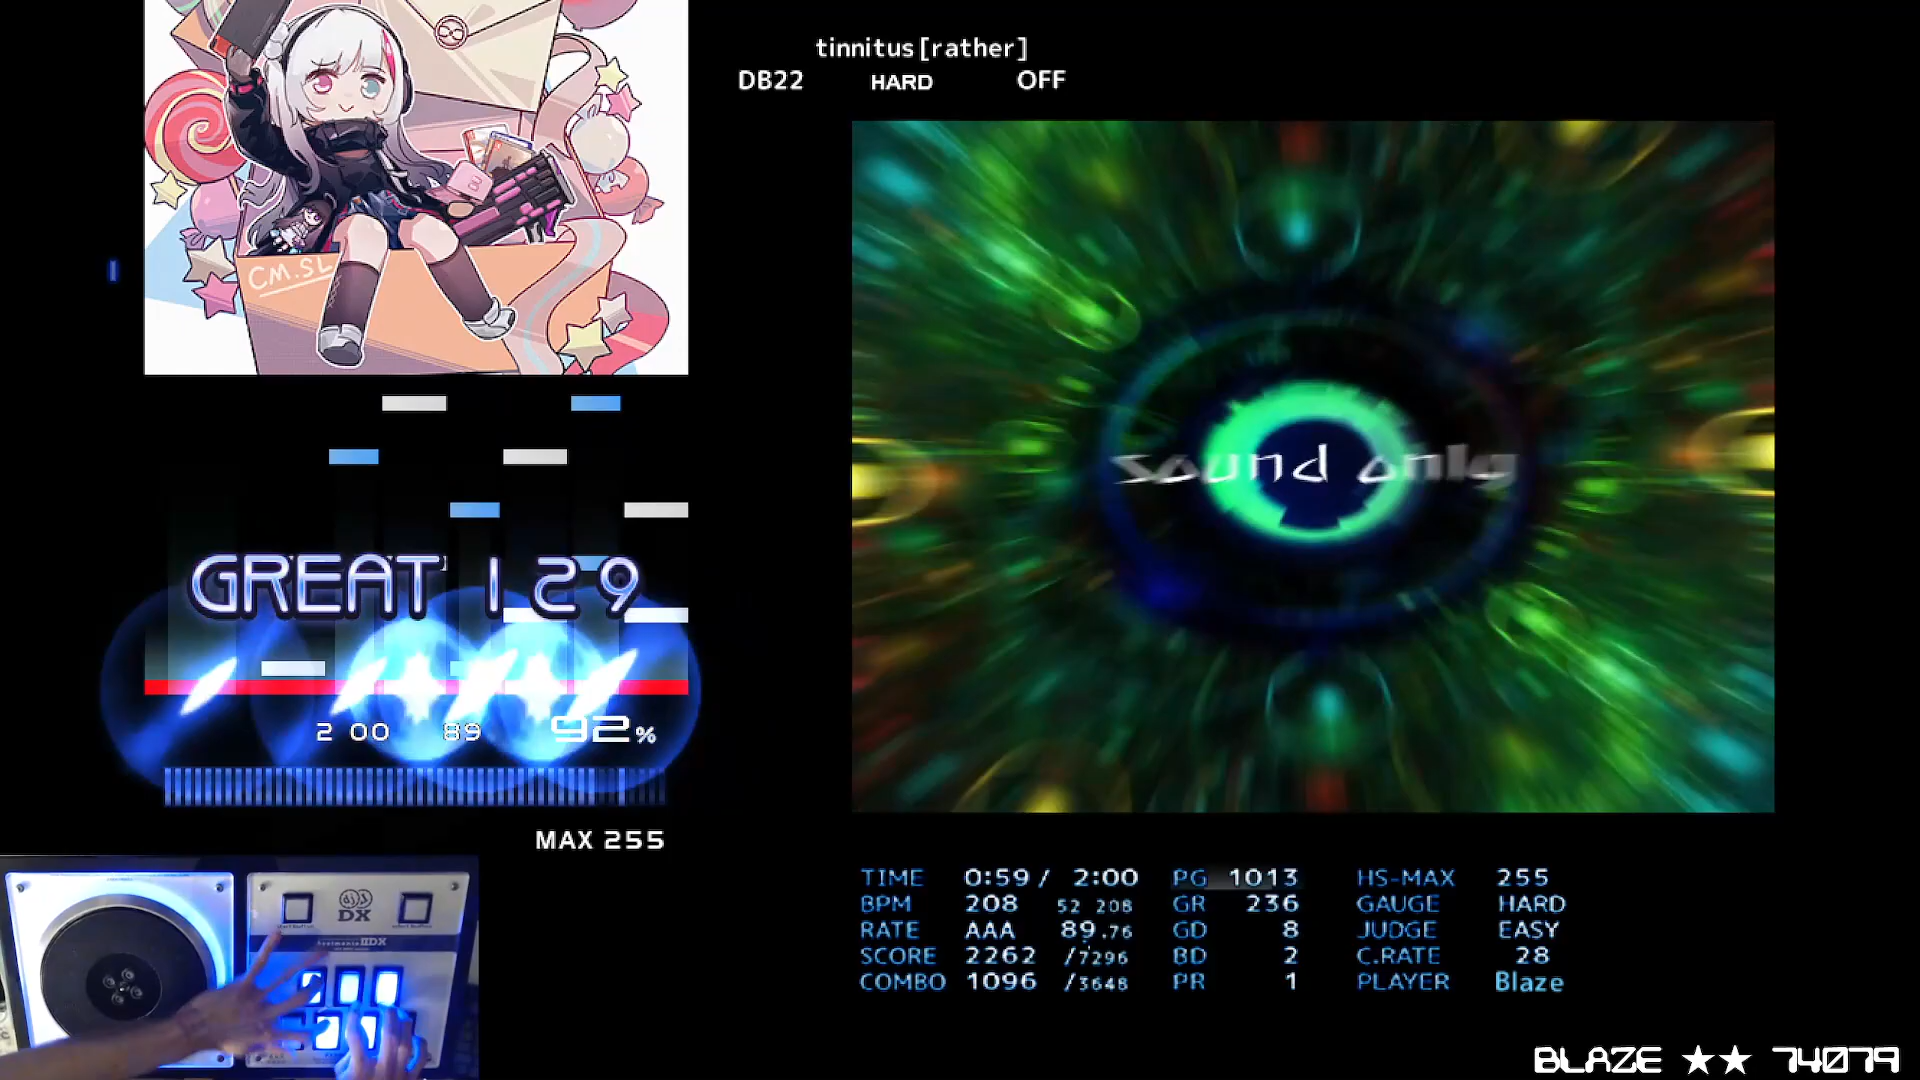 tinnitus[rather]
DB22 HARD OFF
CM.SL
sound only
GREAT 129
2 00 89 92%
MAX 255
DX
beatmania IIDX
TIME 0:59 / 2:00 PG 1013 HS-MAX 255
BPM 208 52 208 GR 236 GAUGE HARD
RATE AAA 89.76 GD 8 JUDGE EASY
SCORE 2262 /7296 BD 2 C.RATE 28
COMBO 1096 /3648 PR 1 PLAYER Blaze
BLAZE ★★ 74079